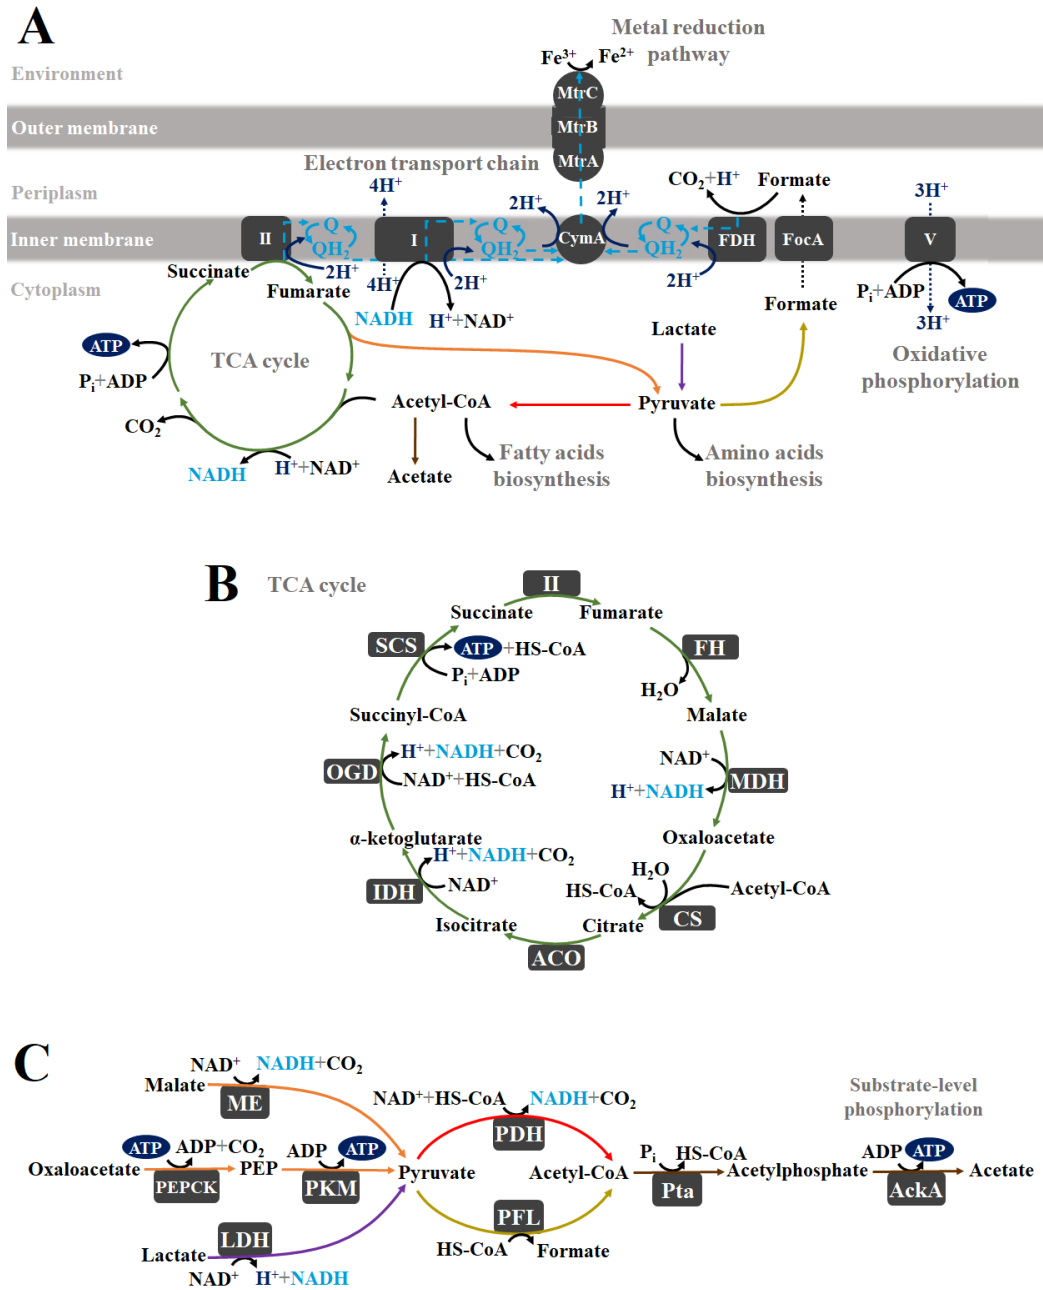 A
Metal reduction
pathway
Fe³⁺ Fe²⁺
Environment
MtrC
Outer membrane
MtrB
Electron transport chain
MtrA
Periplasm
4H⁺
2H⁺
2H⁺
CO₂+H⁺
Formate
3H⁺
Inner membrane
II
Q
QH₂
I
Q
QH₂
CymA
Q
QH₂
FDH
FocA
V
Succinate
2H⁺
4H⁺
2H⁺
2H⁺
Cytoplasm
Fumarate
NADH
H⁺+NAD⁺
Formate
Pᵢ+ADP
ATP
3H⁺
Lactate
ATP
Pᵢ+ADP
TCA cycle
Oxidative
phosphorylation
CO₂
Acetyl-CoA
Pyruvate
NADH
H⁺+NAD⁺
Acetate
Fatty acids
biosynthesis
Amino acids
biosynthesis
B
TCA cycle
II
Succinate
Fumarate
SCS
ATP+HS-CoA
Pᵢ+ADP
FH
H₂O
Succinyl-CoA
Malate
OGD
H⁺+NADH+CO₂
NAD⁺+HS-CoA
NAD⁺
H⁺+NADH
MDH
α-ketoglutarate
Oxaloacetate
H⁺+NADH+CO₂
IDH
NAD⁺
H₂O
HS-CoA
Acetyl-CoA
Isocitrate
Citrate
CS
ACO
C
NAD⁺
NADH+CO₂
Malate
ME
NAD⁺+HS-CoA
NADH+CO₂
PDH
Substrate-level
phosphorylation
ATP
ADP+CO₂
ADP
ATP
Oxaloacetate
PEP
Pyruvate
Acetyl-CoA
PEPCK
PKM
Pᵢ
HS-CoA
Pta
Acetylphosphate
ADP
ATP
AckA
Acetate
LDH
Lactate
NAD⁺
H⁺+NADH
PFL
HS-CoA
Formate